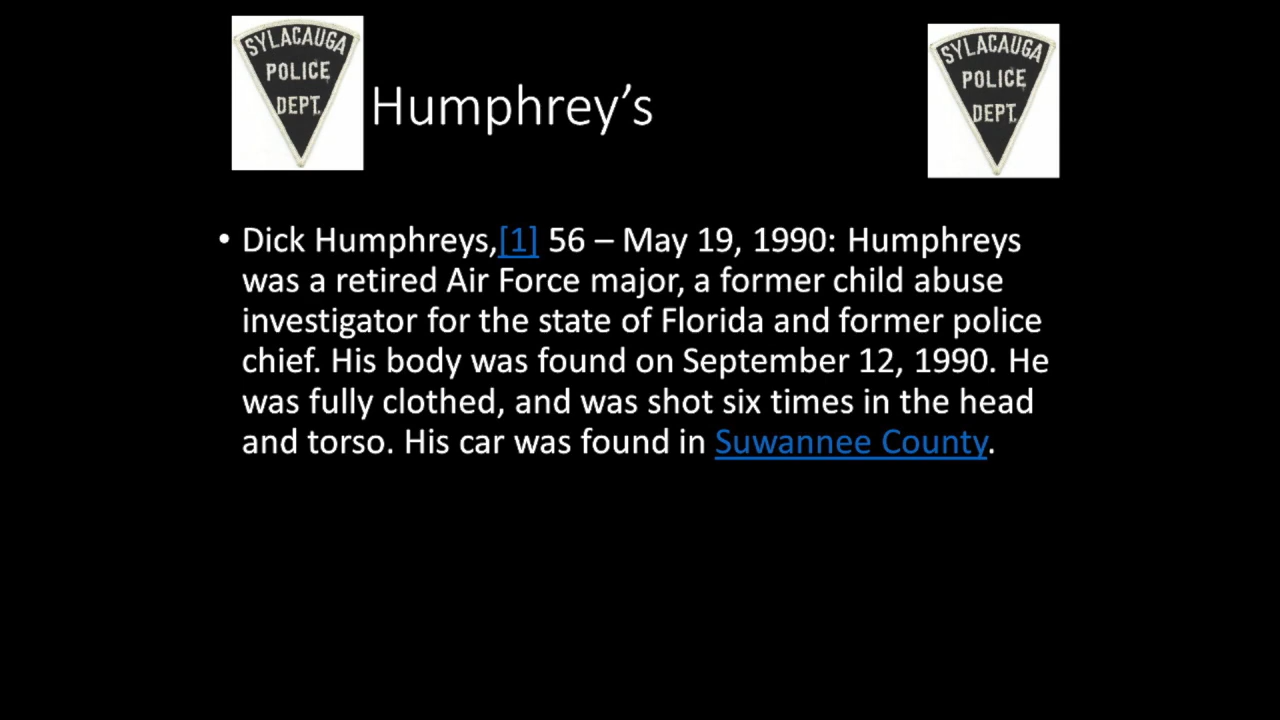 SYLACAUGA
POLICE
DEPT.
Humphrey’s
SYLACAUGA
POLICE
DEPT.
• Dick Humphreys,[1] 56 – May 19, 1990: Humphreys
was a retired Air Force major, a former child abuse
investigator for the state of Florida and former police
chief. His body was found on September 12, 1990. He
was fully clothed, and was shot six times in the head
and torso. His car was found in Suwannee County.